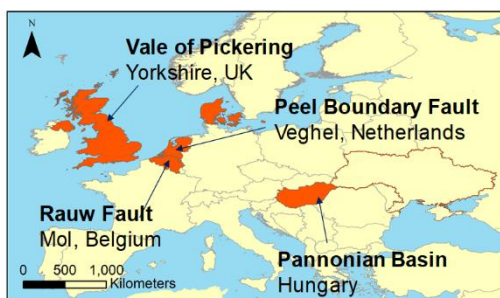 N
Vale of Pickering
Yorkshire, UK
Peel Boundary Fault
Veghel, Netherlands
Rauw Fault
Mol, Belgium
Pannonian Basin
Hungary
0 500 1,000
Kilometers